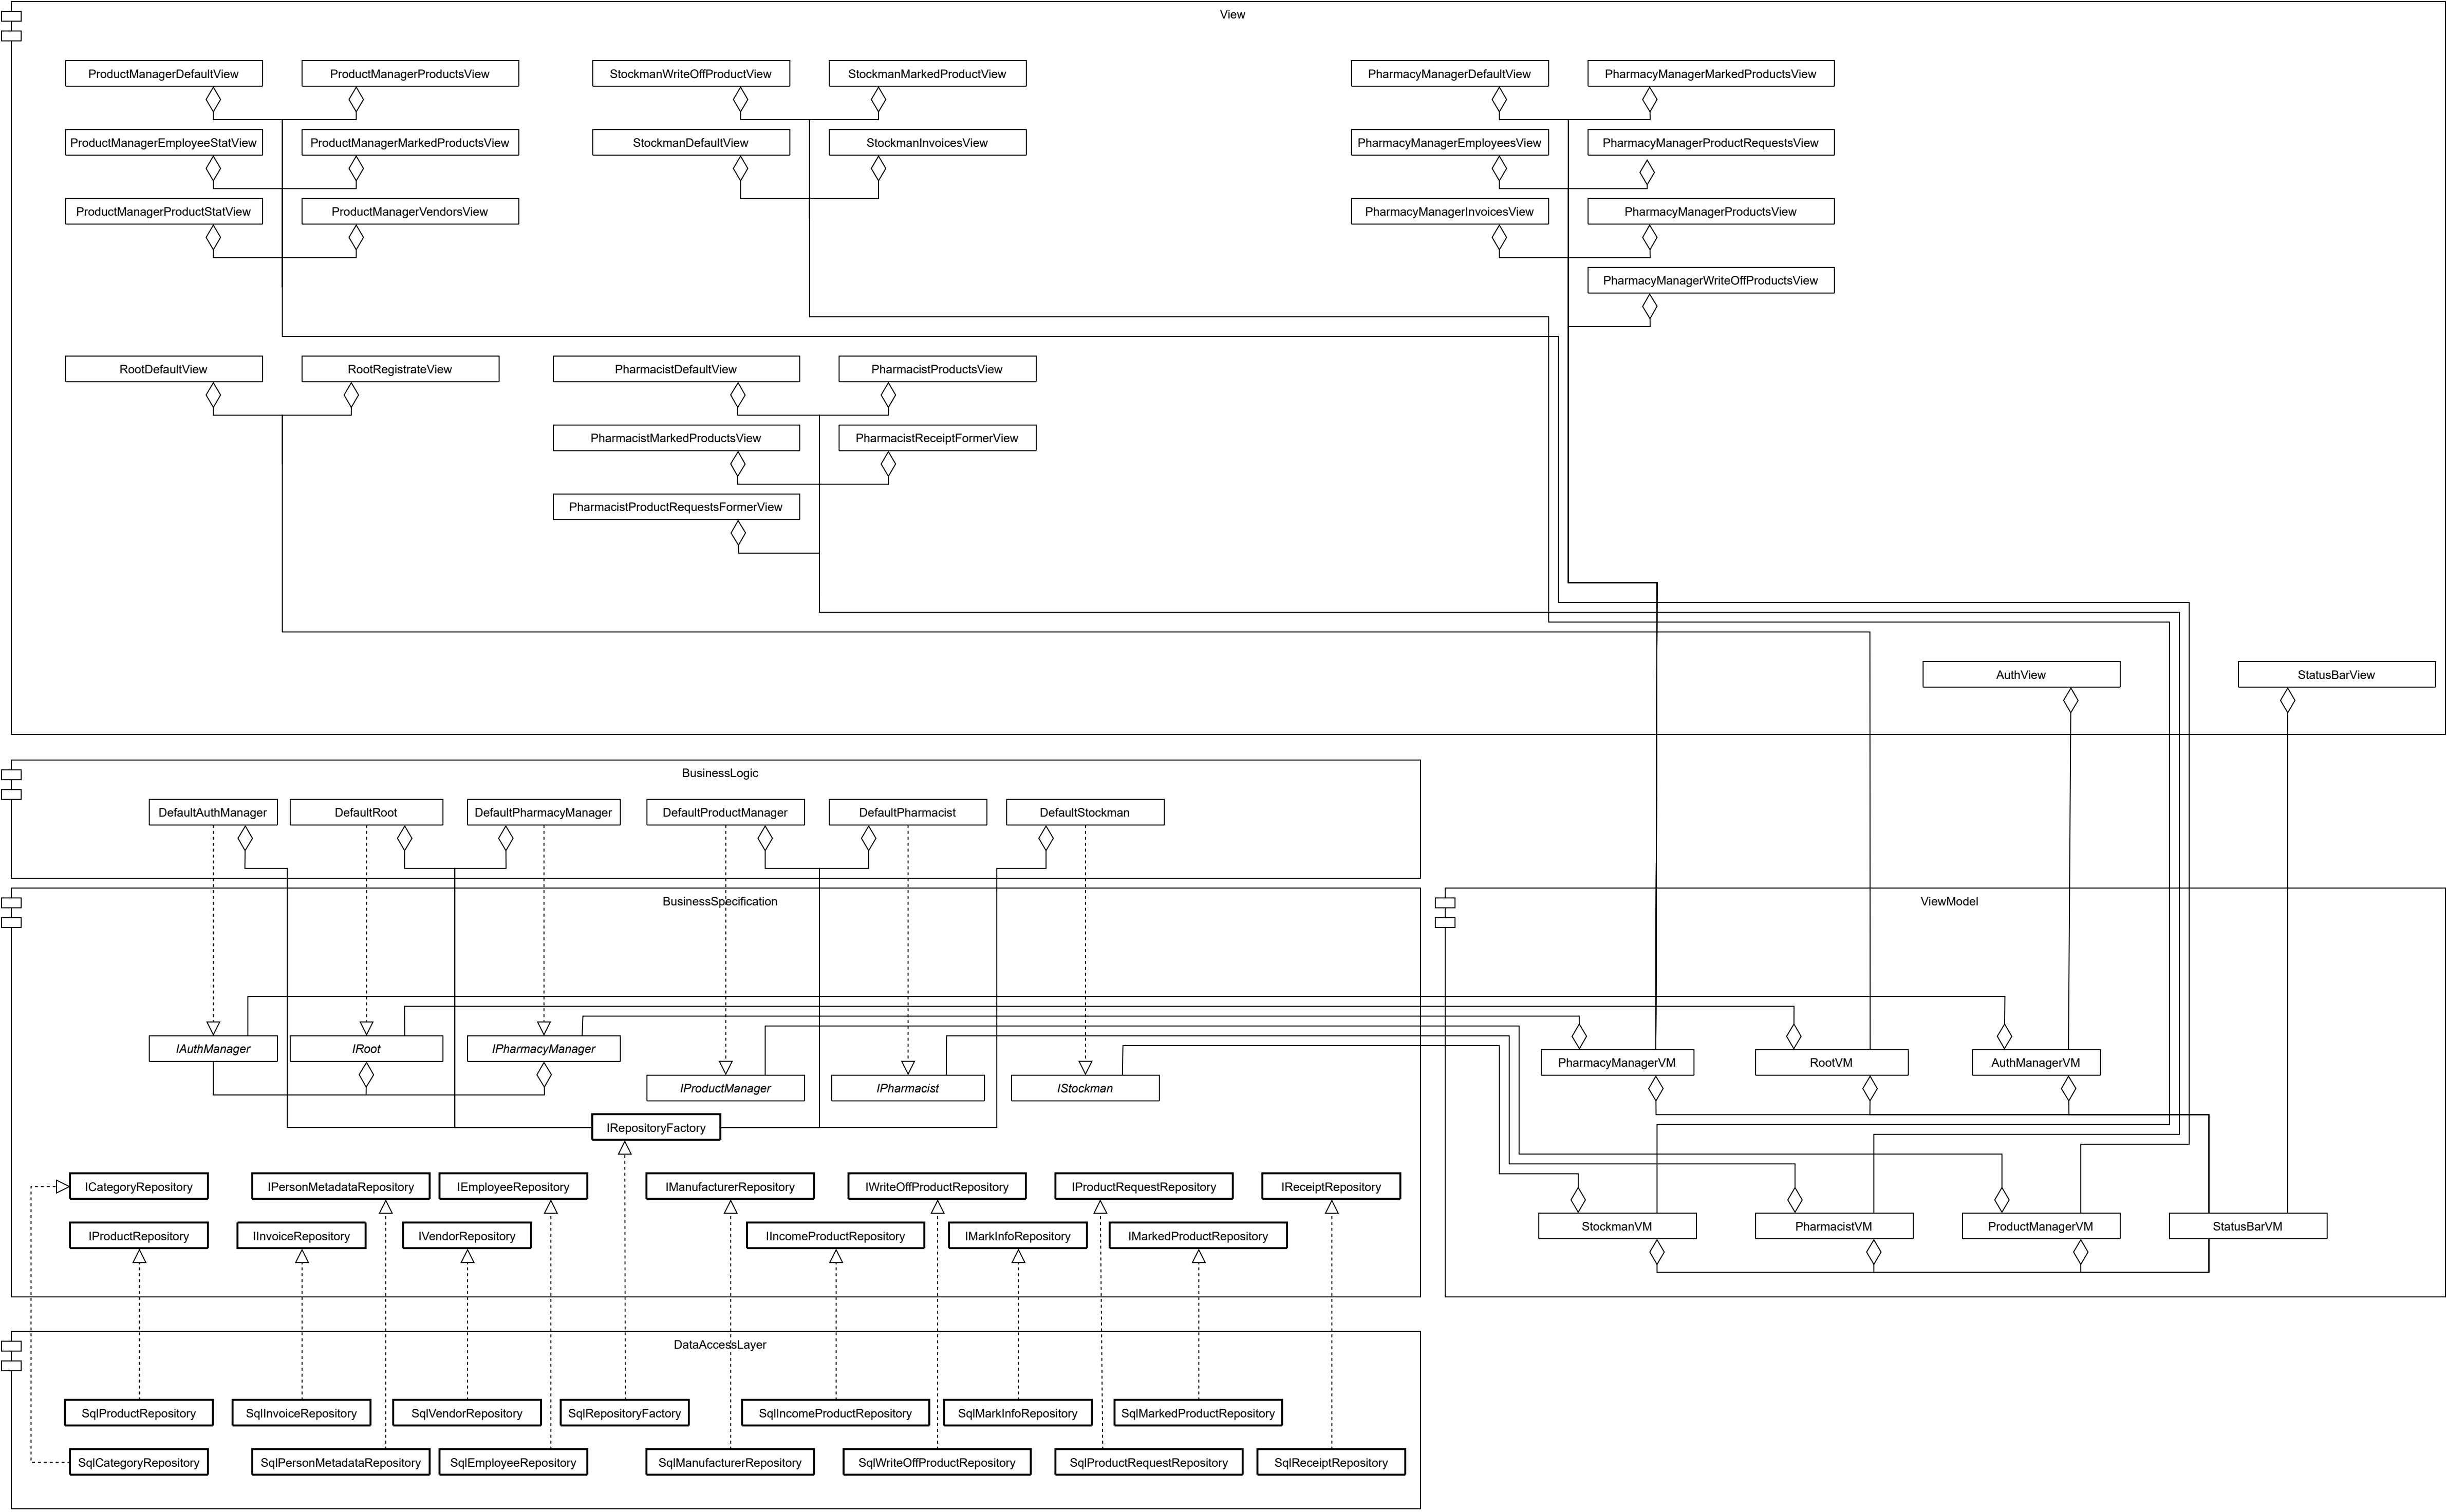 View
ProductManagerDefaultView
ProductManagerProductsView
StockmanWriteOffProductView
StockmanMarkedProductView
PharmacyManagerDefaultView
PharmacyManagerMarkedProductsView
ProductManagerEmployeeStatView
ProductManagerMarkedProductsView
StockmanDefaultView
StockmanInvoicesView
PharmacyManagerEmployeesView
PharmacyManagerProductRequestsView
ProductManagerProductStatView
ProductManagerVendorsView
PharmacyManagerInvoicesView
PharmacyManagerProductsView
PharmacyManagerWriteOffProductsView
RootDefaultView
RootRegistrateView
PharmacistDefaultView
PharmacistProductsView
PharmacistMarkedProductsView
PharmacistReceiptFormerView
PharmacistProductRequestsFormerView
AuthView
StatusBarView
BusinessLogic
DefaultAuthManager
DefaultRoot
DefaultPharmacyManager
DefaultProductManager
DefaultPharmacist
DefaultStockman
BusinessSpecification
ViewModel
IAuthManager
IRoot
IPharmacyManager
PharmacyManagerVM
RootVM
AuthManagerVM
IProductManager
IPharmacist
IStockman
IRepositoryFactory
ICategoryRepository
IPersonMetadataRepository
IEmployeeRepository
IManufacturerRepository
IWriteOffProductRepository
IProductRequestRepository
IReceiptRepository
IProductRepository
IInvoiceRepository
IVendorRepository
IIncomeProductRepository
IMarkInfoRepository
IMarkedProductRepository
StockmanVM
PharmacistVM
ProductManagerVM
StatusBarVM
DataAccessLayer
SqlProductRepository
SqlInvoiceRepository
SqlVendorRepository
SqlRepositoryFactory
SqlIncomeProductRepository
SqlMarkInfoRepository
SqlMarkedProductRepository
SqlCategoryRepository
SqlPersonMetadataRepository
SqlEmployeeRepository
SqlManufacturerRepository
SqlWriteOffProductRepository
SqlProductRequestRepository
SqlReceiptRepository